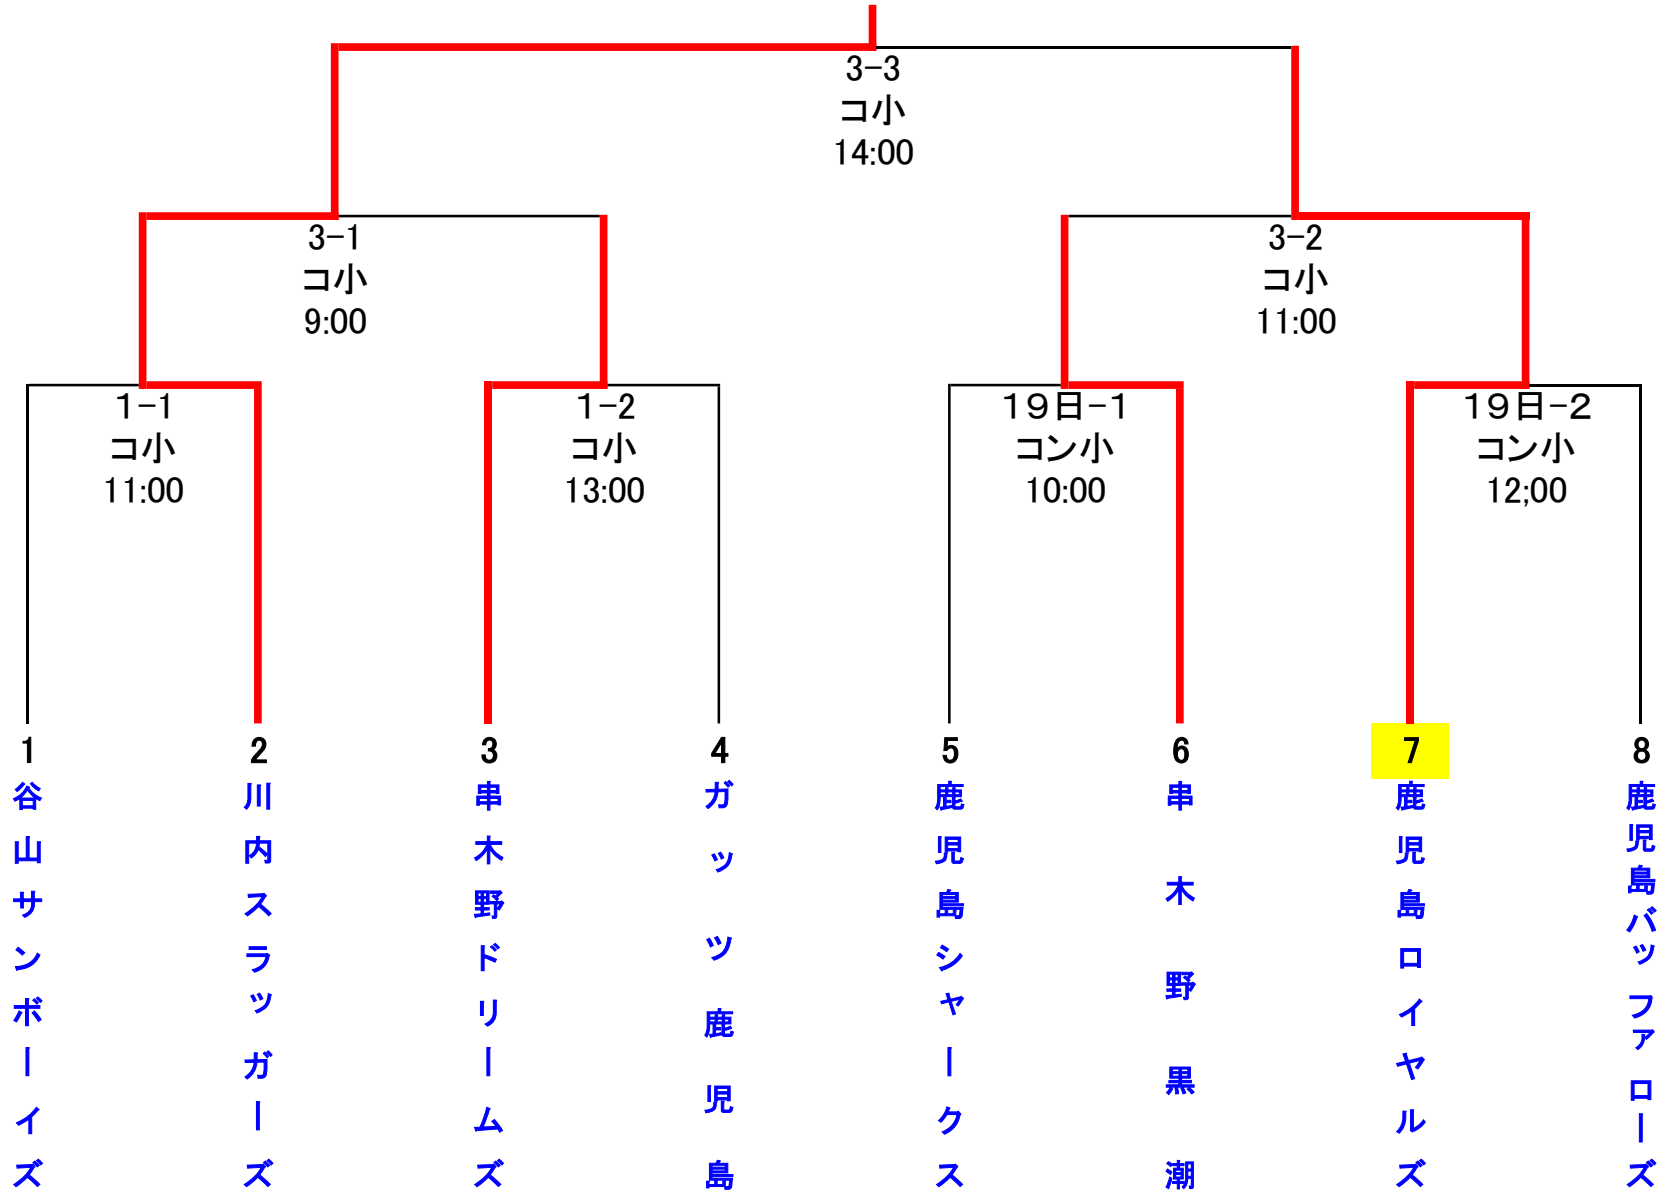 3-3
コ小
14:00
3-1
コ小
9:00
3-2
コ小
11:00
1-1
コ小
11:00
1-2
コ小
13:00
19日-1
コン小
10:00
19日-2
コン小
12;00
1
2
3
4
5
6
7
8
谷山サンボーイズ
川内スラッガーズ
串木野ドリームズ
ガッツ鹿児島
鹿児島シャークス
串木野黒潮
鹿児島ロイヤルズ
鹿児島バッファローズ